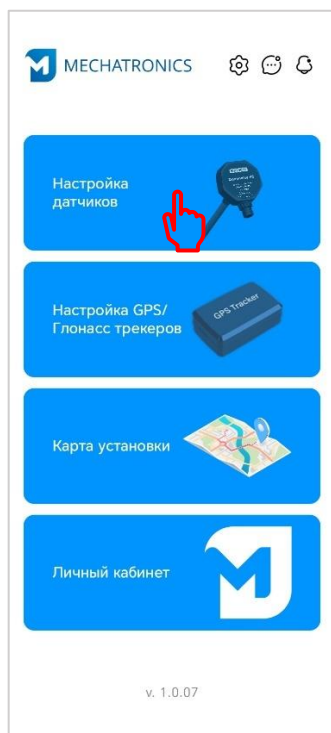 MECHATRONICS
Настройка
датчиков
Настройка GPS/
Глонасс трекеров
GPS Tracker
Карта установки
Личный кабинет
v. 1.0.07